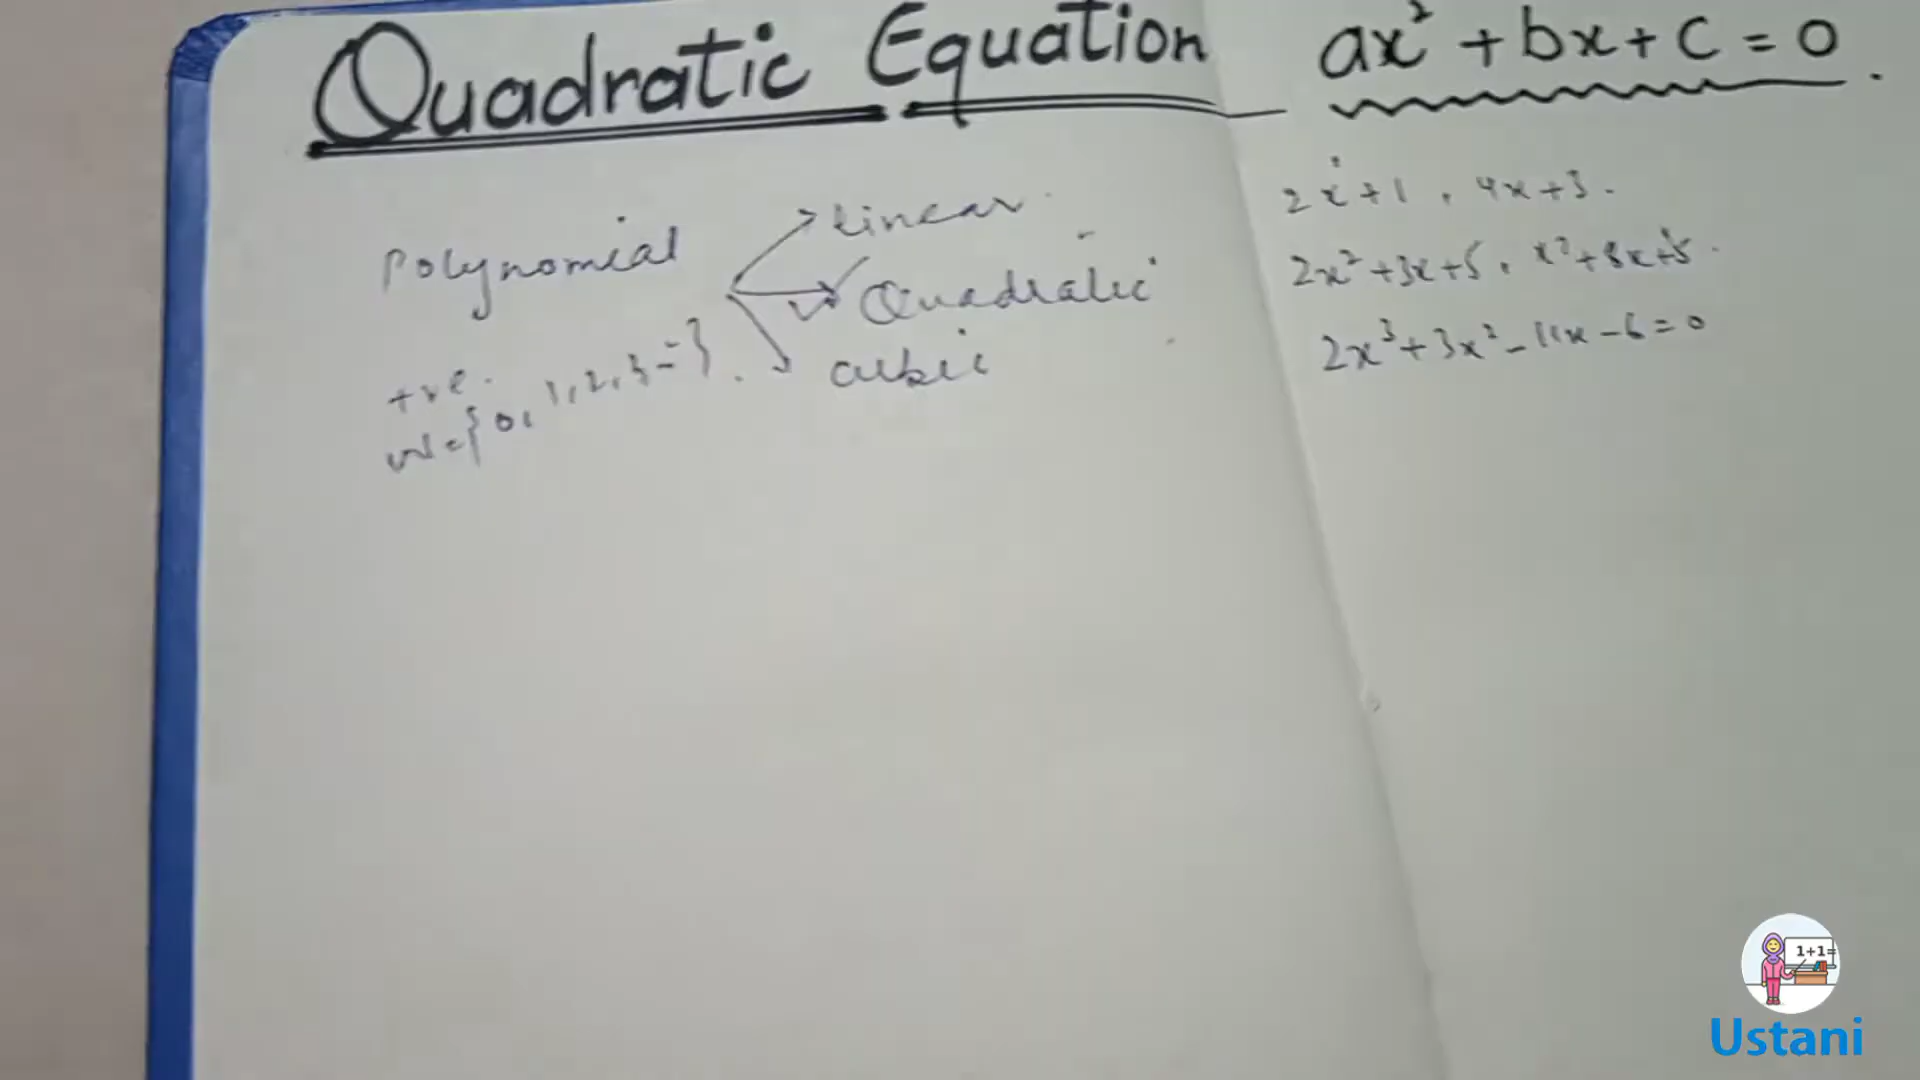 Quadratic Equation ax² + bx + c = 0.
Polynomial
linear.
Quadratic
cubic
+ve.
W={0, 1, 2, 3 - }.
2x+1, 4x+3.
2x²+3x+5, x²+8x+5.
2x³+3x²-11x-6=0
1+1=
Ustani